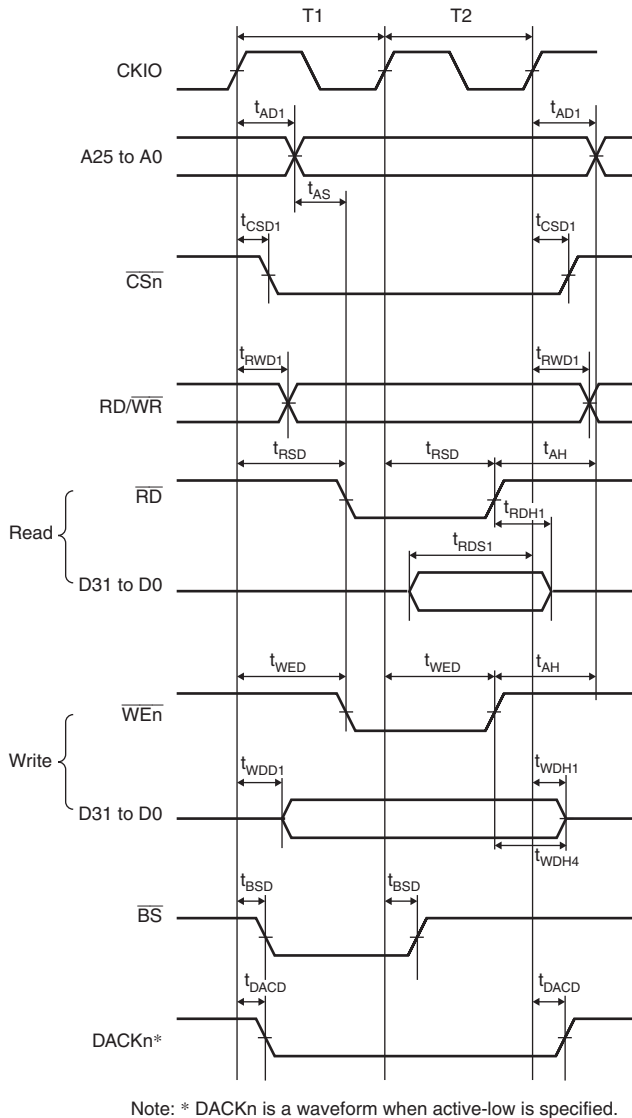 T1 T2
CKIO
tAD1 tAD1
A25 to A0
tAS
tCSD1 tCSD1
CSn
tRWD1 tRWD1
RD/WR
tRSD tRSD tAH
RD
tRDH1
Read
tRDS1
D31 to D0
tWED tWED tAH
WEn
Write
tWDD1 tWDH1
D31 to D0
tWDH4
tBSD tBSD
BS
tDACD tDACD
DACKn*
Note: * DACKn is a waveform when active-low is specified.